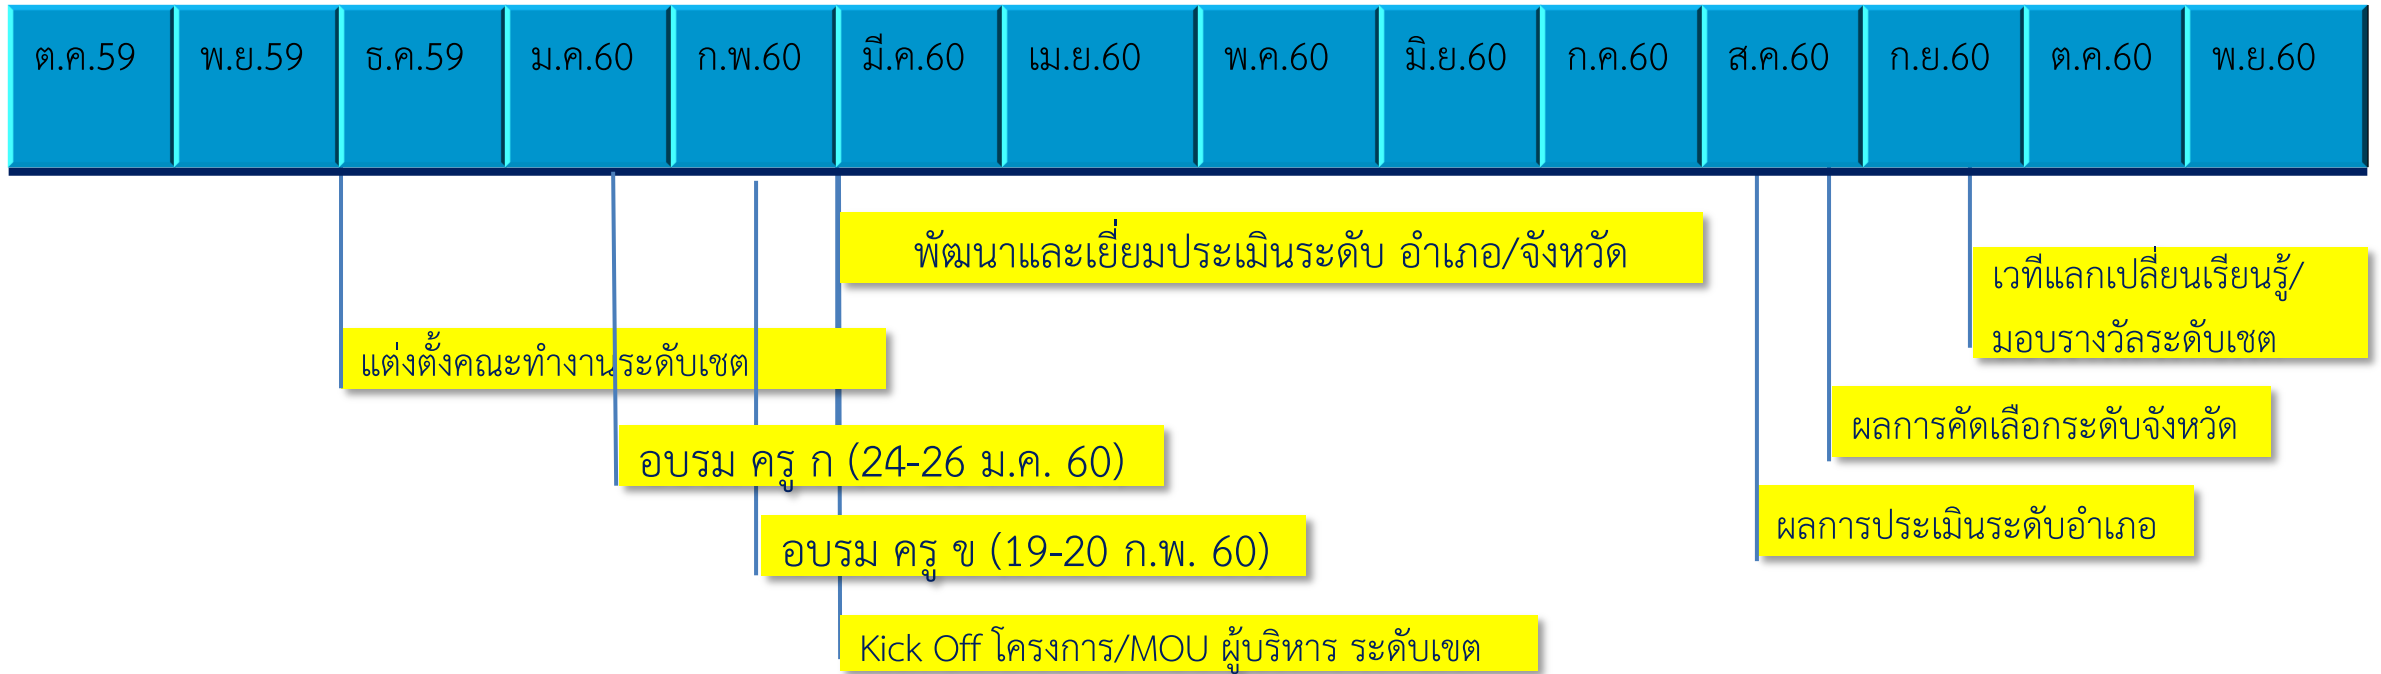 ต.ค.59 พ.ย.59 ธ.ค.59 ม.ค.60 ก.พ.60 มี.ค.60 เม.ย.60 พ.ค.60 มิ.ย.60 ก.ค.60 ส.ค.60 ก.ย.60 ต.ค.60 พ.ย.60
พัฒนาและเยี่ยมประเมินระดับ อำเภอ/จังหวัด
เวทีแลกเปลี่ยนเรียนรู้/
มอบรางวัลระดับเชต
แต่งตั้งคณะทำงานระดับเชต
ผลการคัดเลือกระดับจังหวัด
อบรม ครู ก (24-26 ม.ค. 60)
ผลการประเมินระดับอำเภอ
อบรม ครู ข (19-20 ก.พ. 60)
Kick Off โครงการ/MOU ผู้บริหาร ระดับเขต